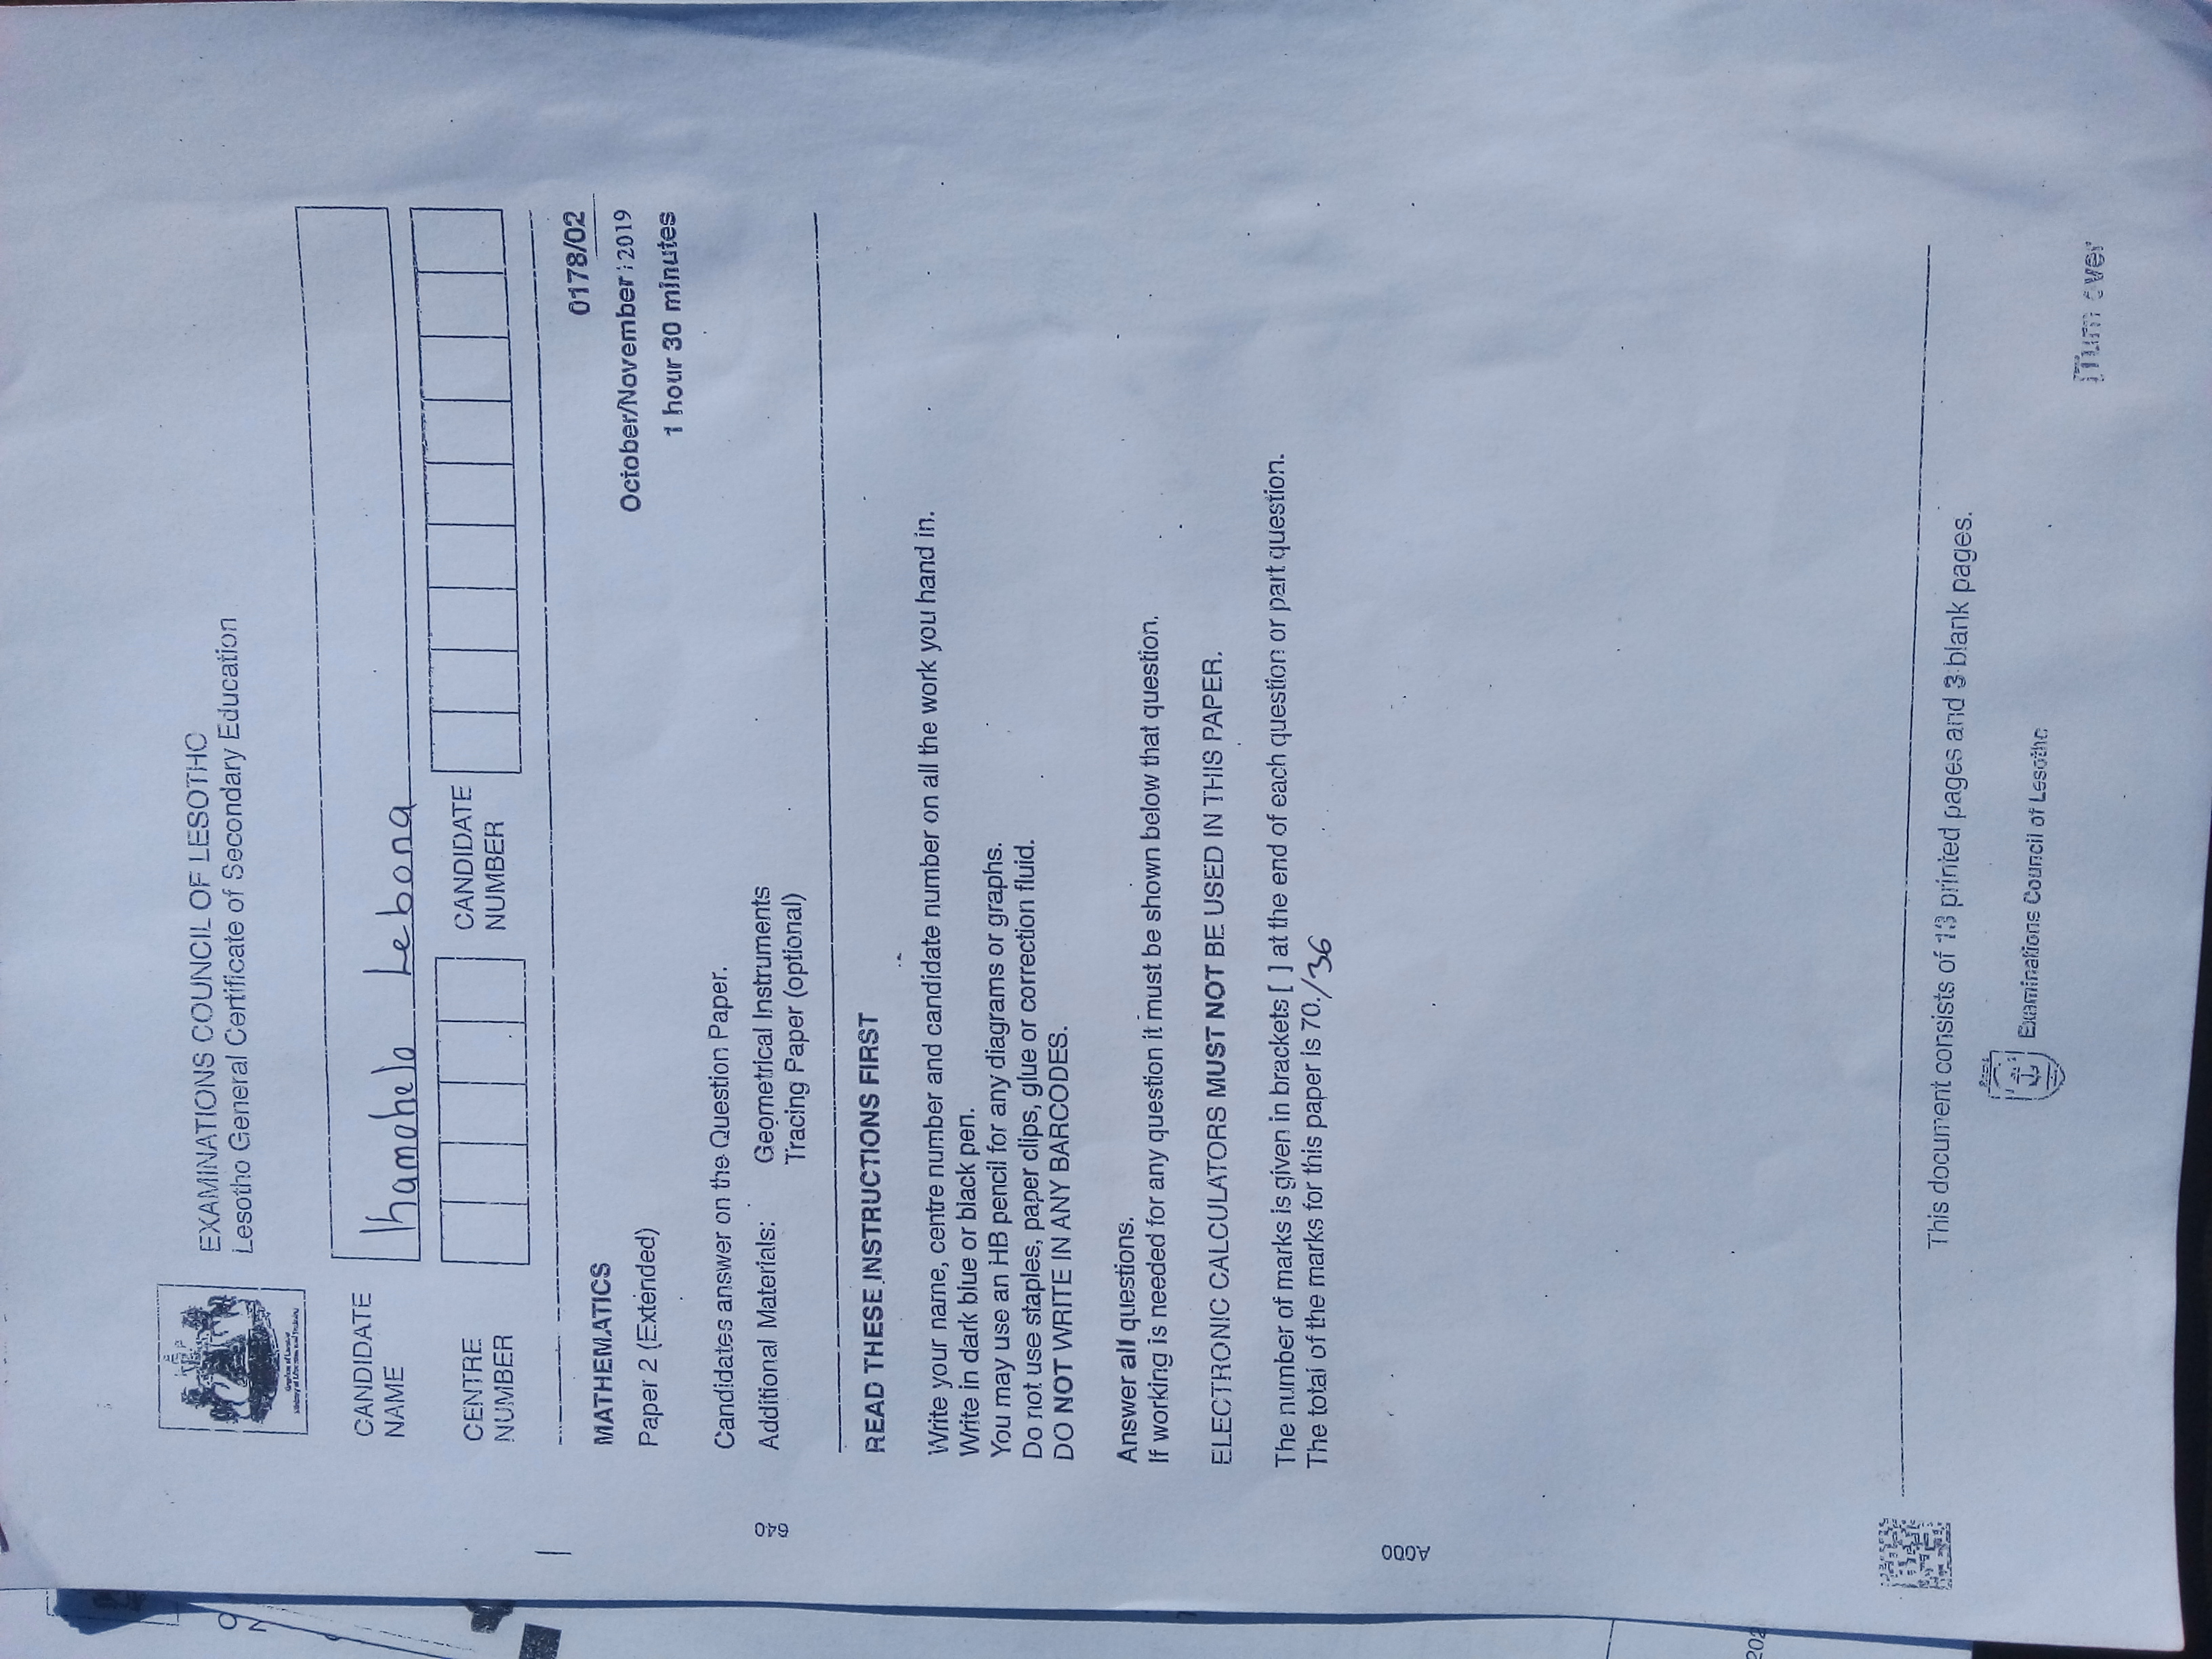 EXAMINATIONS COUNCIL OF LESOTHO
Lesotho General Certificate of Secondary Education
CANDIDATE
NAME
Khamohelo Lebona
CENTRE
NUMBER
CANDIDATE
NUMBER
MATHEMATICS
0178/02
Paper 2 (Extended)
October/November 2019
1 hour 30 minutes
Candidates answer on the Question Paper.
Additional Materials: Geometrical Instruments
Tracing Paper (optional)
READ THESE INSTRUCTIONS FIRST
Write your name, centre number and candidate number on all the work you hand in.
Write in dark blue or black pen.
You may use an HB pencil for any diagrams or graphs.
Do not use staples, paper clips, glue or correction fluid.
DO NOT WRITE IN ANY BARCODES.
Answer all questions.
If working is needed for any question it must be shown below that question.
ELECTRONIC CALCULATORS MUST NOT BE USED IN THIS PAPER.
The number of marks is given in brackets [ ] at the end of each question or part question.
The total of the marks for this paper is 70./36
640
A000
This document consists of 13 printed pages and 3 blank pages.
Examinations Council of Lesotho
[Turn over